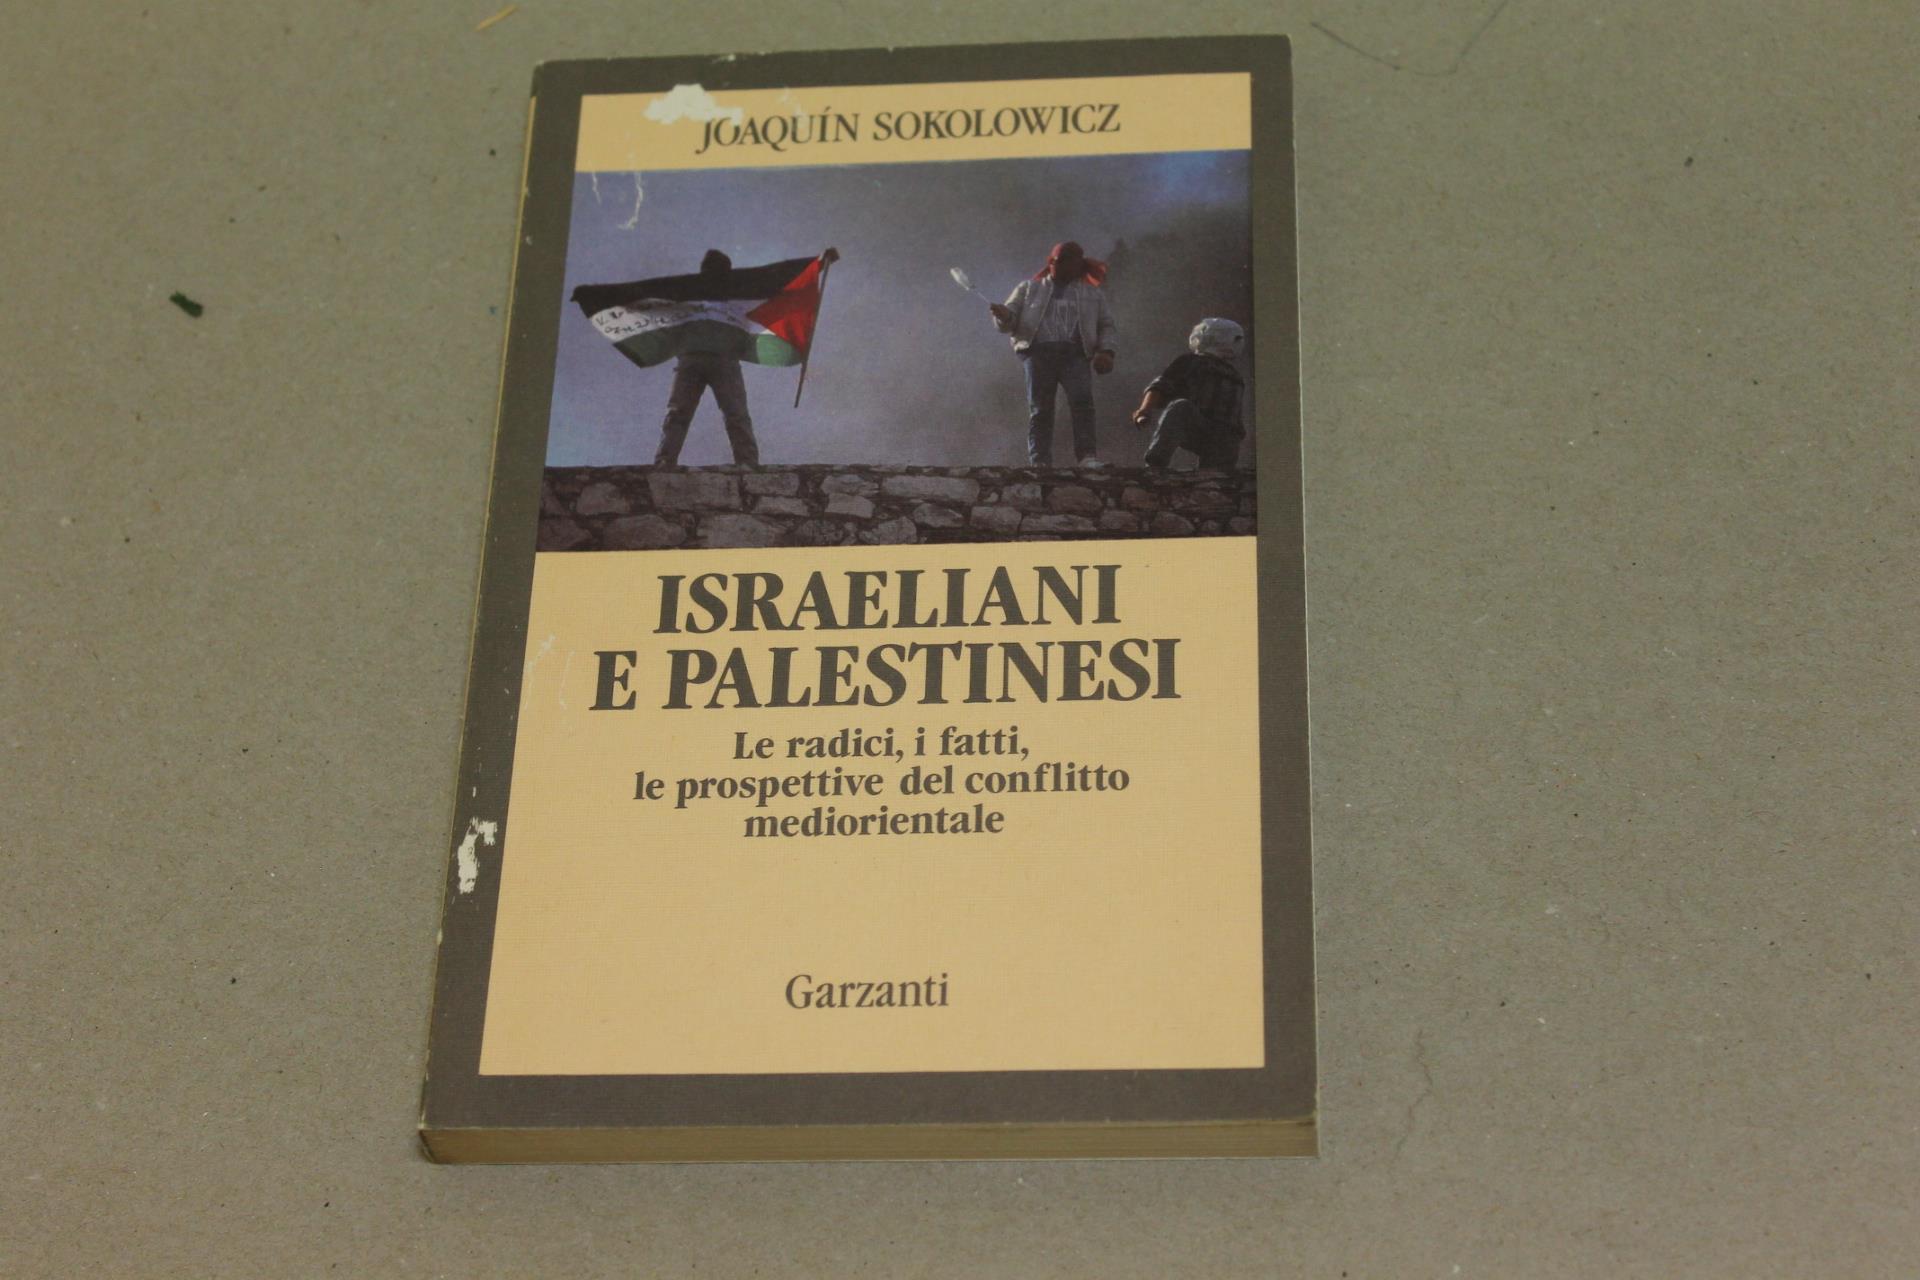 JOAQUÍN SOKOLOWICZ
ISRAELIANI
E PALESTINESI
Le radici, i fatti,
le prospettive del conflitto
mediorientale
Garzanti